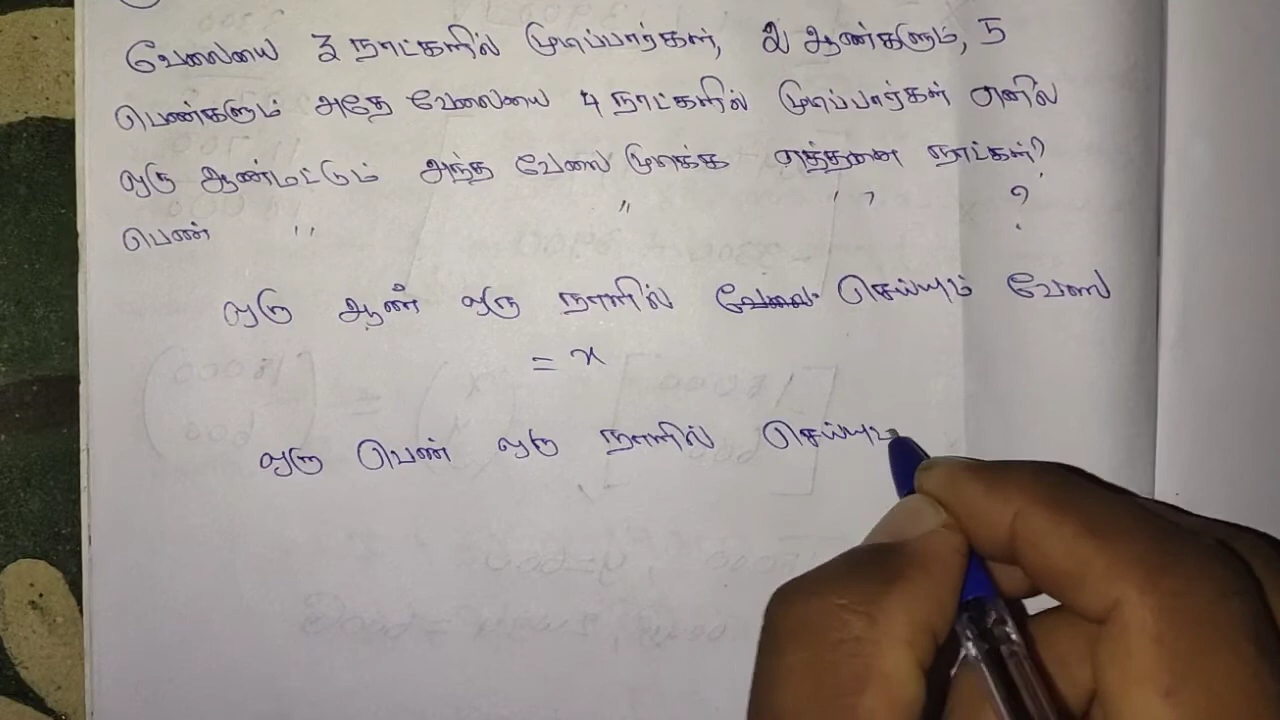 வேலையை 3 நாட்களில் முடிப்பார்கள், 2 ஆண்களும், 5
பெண்களும் அதே வேலையை 4 நாட்களில் முடிப்பார்கள் எனில்
ஒரு ஆண்மட்டும் அந்த வேலை முடிக்க எத்தனை நாட்கள்?
பெண் " " " ?
ஒரு ஆண் ஒரு நாளில் வேலை செய்யும் வேலை
= x
ஒரு பெண் ஒரு நாளில் செய்யு